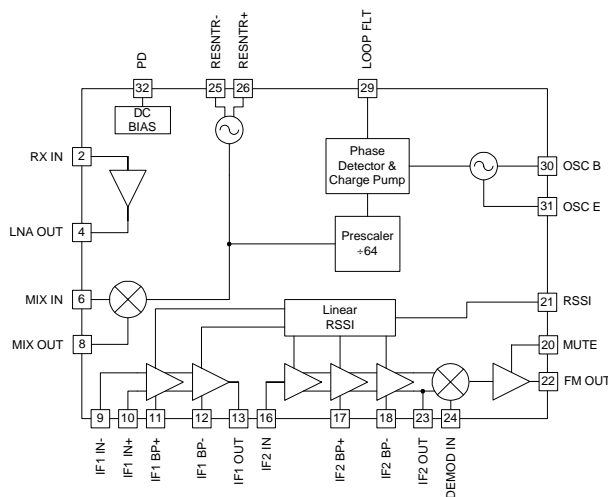 PD
RESNTR-
RESNTR+
LOOP FLT
32
25
26
29
DC
BIAS
RX IN
2
Phase
Detector &
Charge Pump
30
OSC B
31
OSC E
LNA OUT
4
Prescaler
÷64
MIX IN
6
Linear
RSSI
21
RSSI
MIX OUT
8
20
MUTE
22
FM OUT
9
10
11
12
13
16
17
18
23
24
IF1 IN-
IF1 IN+
IF1 BP+
IF1 BP-
IF1 OUT
IF2 IN
IF2 BP+
IF2 BP-
IF2 OUT
DEMOD IN